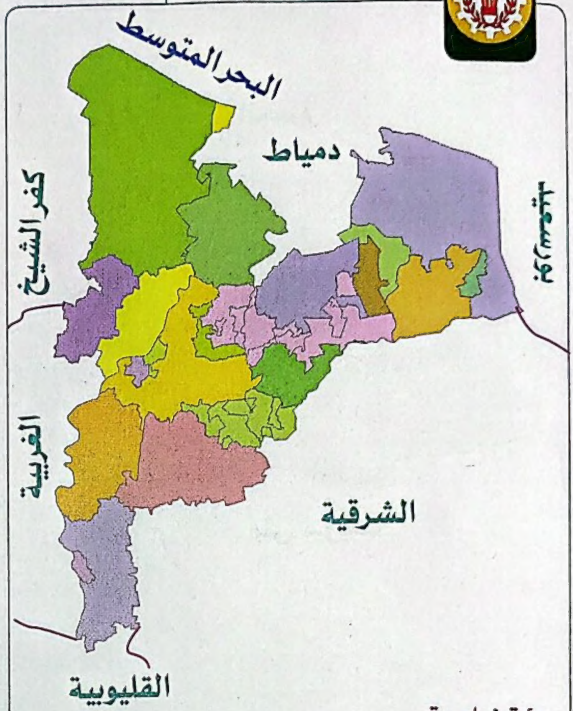 البحر المتوسط
دمياط
كفر الشيخ
بورسعيد
الغربية
الشرقية
القليوبية